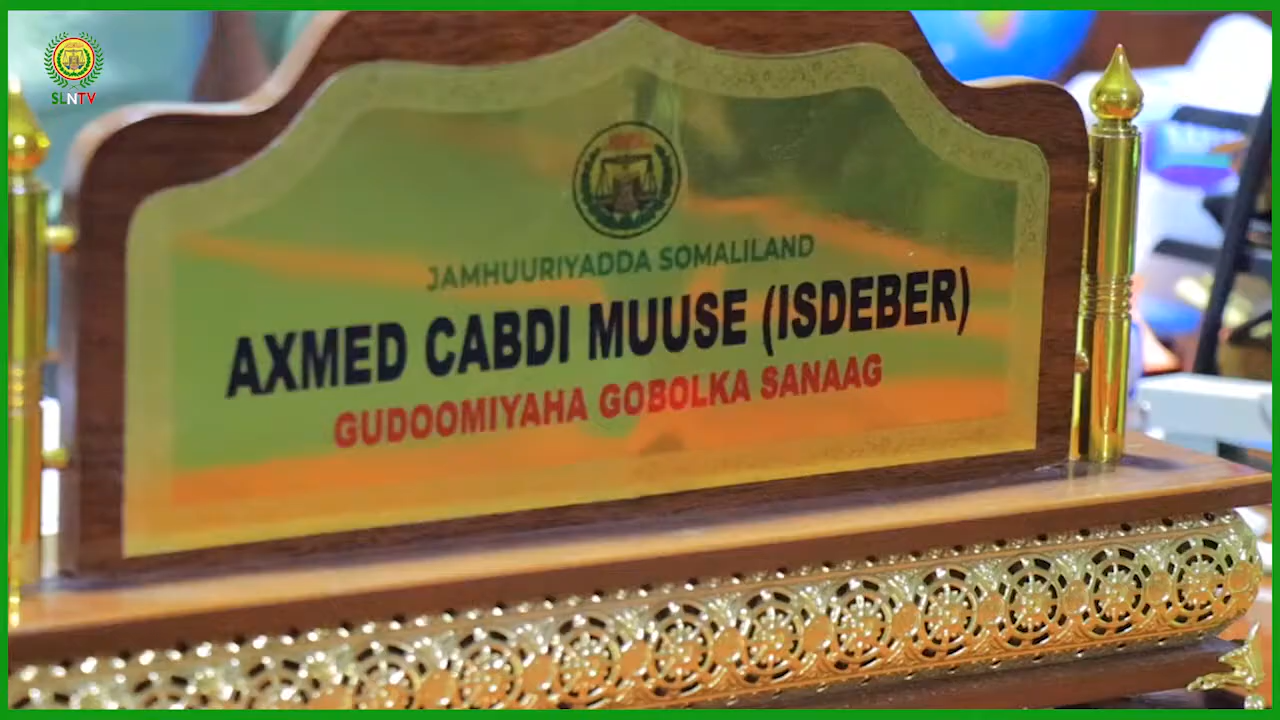 SLNTV
JAMHUURIYADDA SOMALILAND
AXMED CABDI MUUSE (ISDEBER)
GUDOOMIYAHA GOBOLKA SANAAG